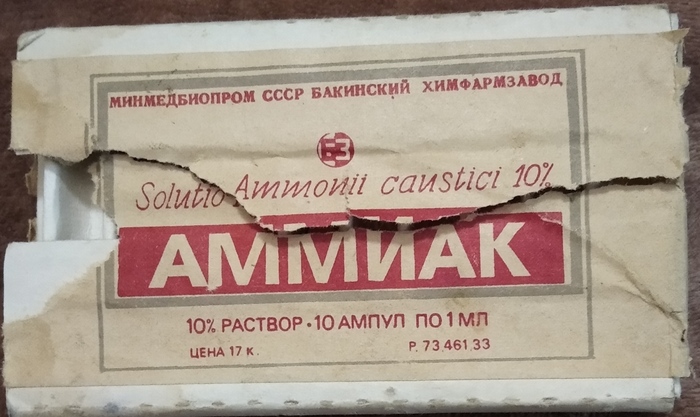 МИНМЕДБИОПРОМ СССР БАКИНСКИЙ ХИМФАРМЗАВОД
Solutio Ammonii caustici 10%
АММИАК
10% РАСТВОР • 10 АМПУЛ ПО 1 МЛ
ЦЕНА 17 к. Р. 73.461.33